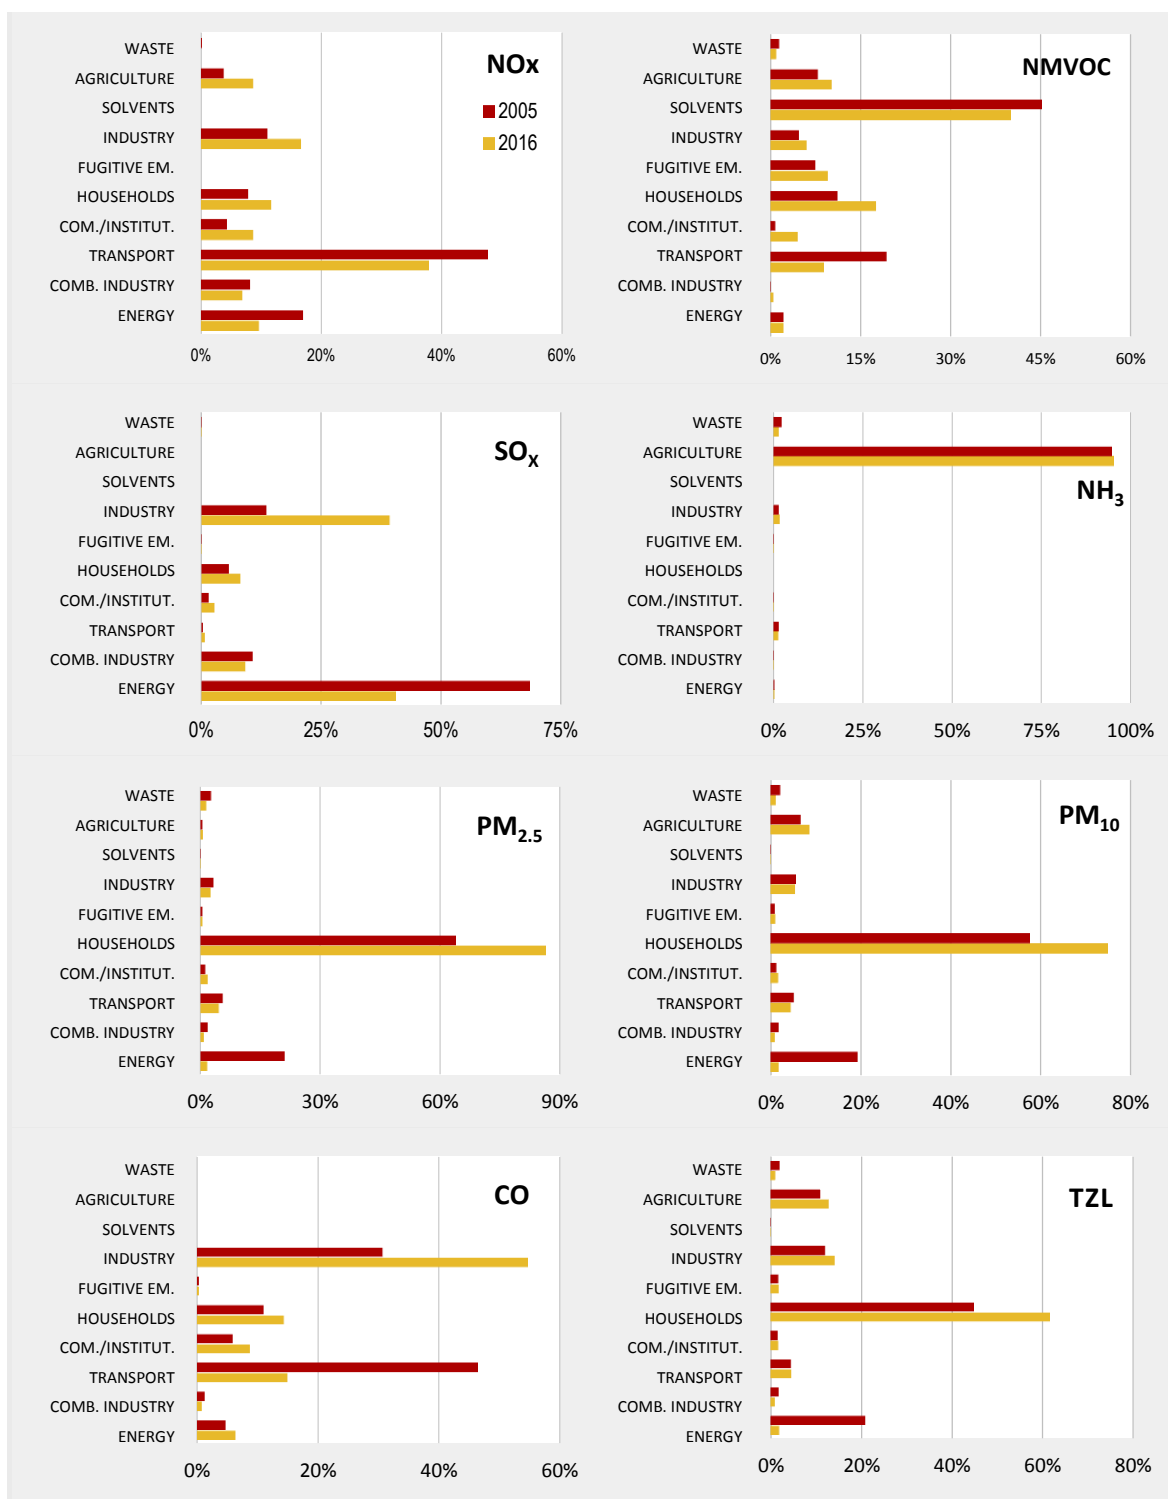 NOx
2005
2016
WASTE
AGRICULTURE
SOLVENTS
INDUSTRY
FUGITIVE EM.
HOUSEHOLDS
COM./INSTITUT.
TRANSPORT
COMB. INDUSTRY
ENERGY
0% 20% 40% 60%
NMVOC
WASTE
AGRICULTURE
SOLVENTS
INDUSTRY
FUGITIVE EM.
HOUSEHOLDS
COM./INSTITUT.
TRANSPORT
COMB. INDUSTRY
ENERGY
0% 15% 30% 45% 60%
SOX
WASTE
AGRICULTURE
SOLVENTS
INDUSTRY
FUGITIVE EM.
HOUSEHOLDS
COM./INSTITUT.
TRANSPORT
COMB. INDUSTRY
ENERGY
0% 25% 50% 75%
NH3
WASTE
AGRICULTURE
SOLVENTS
INDUSTRY
FUGITIVE EM.
HOUSEHOLDS
COM./INSTITUT.
TRANSPORT
COMB. INDUSTRY
ENERGY
0% 25% 50% 75% 100%
PM2.5
WASTE
AGRICULTURE
SOLVENTS
INDUSTRY
FUGITIVE EM.
HOUSEHOLDS
COM./INSTITUT.
TRANSPORT
COMB. INDUSTRY
ENERGY
0% 30% 60% 90%
PM10
WASTE
AGRICULTURE
SOLVENTS
INDUSTRY
FUGITIVE EM.
HOUSEHOLDS
COM./INSTITUT.
TRANSPORT
COMB. INDUSTRY
ENERGY
0% 20% 40% 60% 80%
CO
WASTE
AGRICULTURE
SOLVENTS
INDUSTRY
FUGITIVE EM.
HOUSEHOLDS
COM./INSTITUT.
TRANSPORT
COMB. INDUSTRY
ENERGY
0% 20% 40% 60%
TZL
WASTE
AGRICULTURE
SOLVENTS
INDUSTRY
FUGITIVE EM.
HOUSEHOLDS
COM./INSTITUT.
TRANSPORT
COMB. INDUSTRY
ENERGY
0% 20% 40% 60% 80%